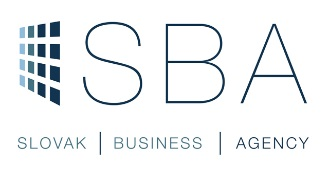 SBA
SLOVAK | BUSINESS | AGENCY